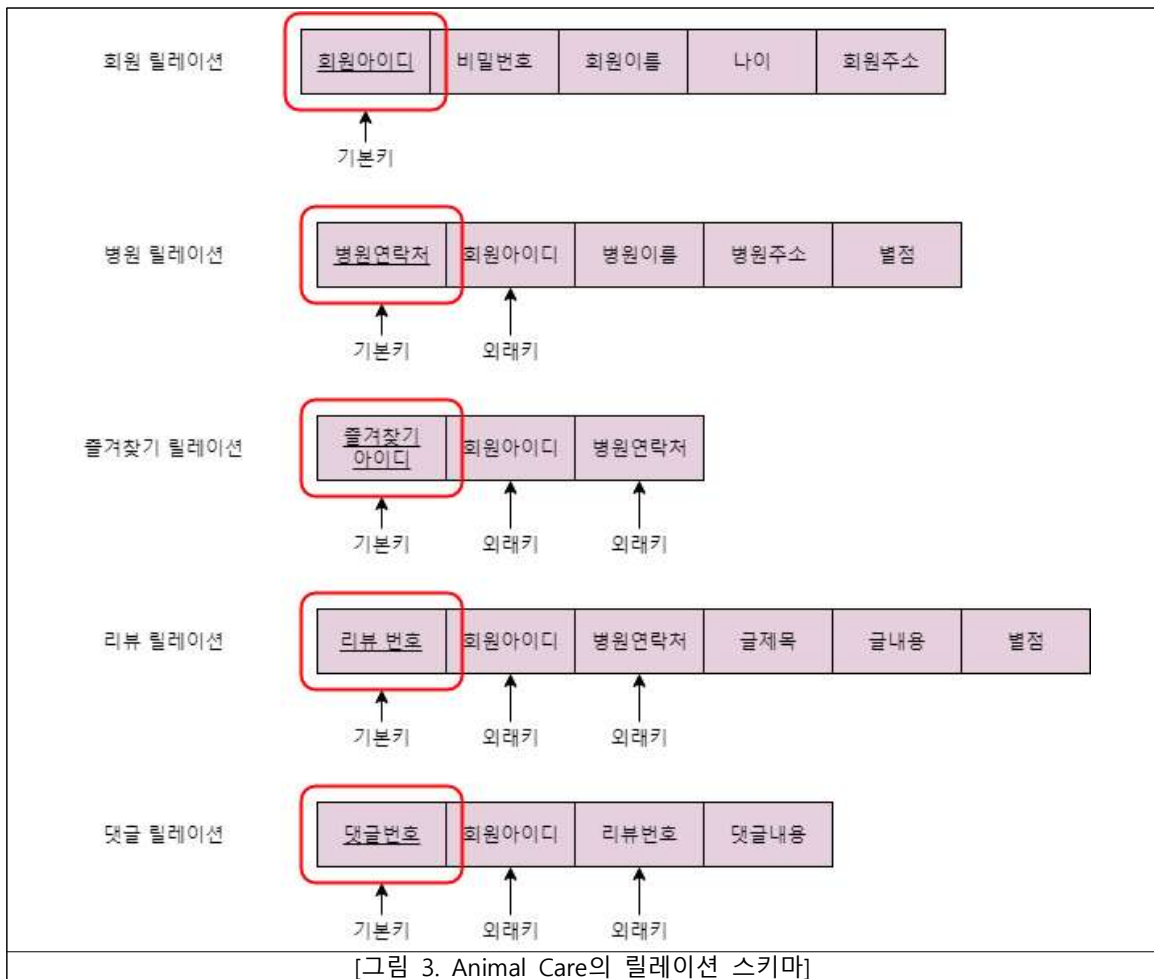 회원 릴레이션 회원아이디 비밀번호 회원이름 나이 회원주소
기본키
병원 릴레이션 병원연락처 회원아이디 병원이름 병원주소 별점
기본키 외래키
즐겨찾기 릴레이션 즐겨찾기 아이디 회원아이디 병원연락처
기본키 외래키 외래키
리뷰 릴레이션 리뷰 번호 회원아이디 병원연락처 글제목 글내용 별점
기본키 외래키 외래키
댓글 릴레이션 댓글번호 회원아이디 리뷰번호 댓글내용
기본키 외래키 외래키
[그림 3. Animal Care의 릴레이션 스키마]